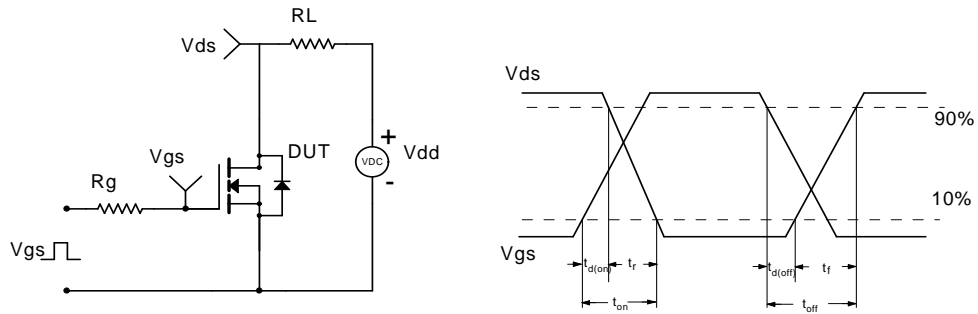 RL
Vds
+
Vgs
DUT
VDC
Vdd
Rg
-
Vgs
Vds
90%
10%
Vgs
td(on)
tr
td(off)
tf
ton
toff